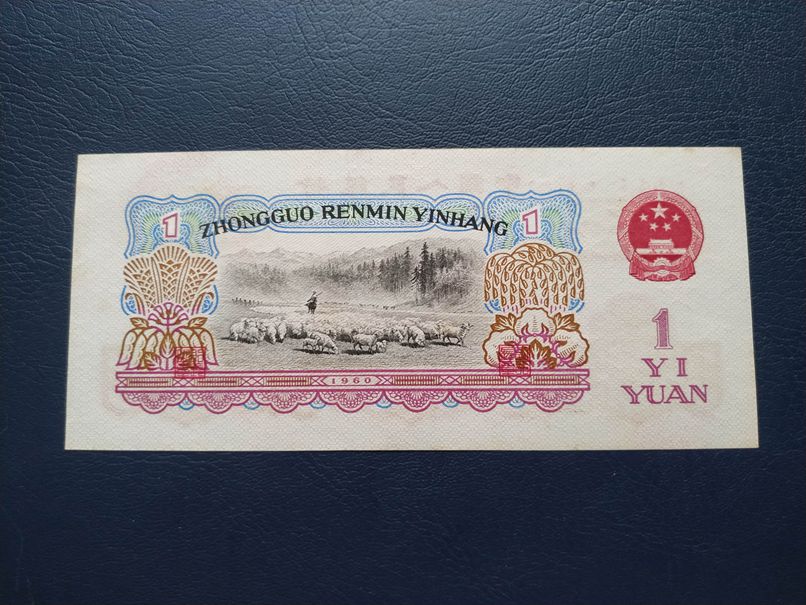 ZHONGGUO RENMIN YINHANG
1
1
1960
1
YI
YUAN